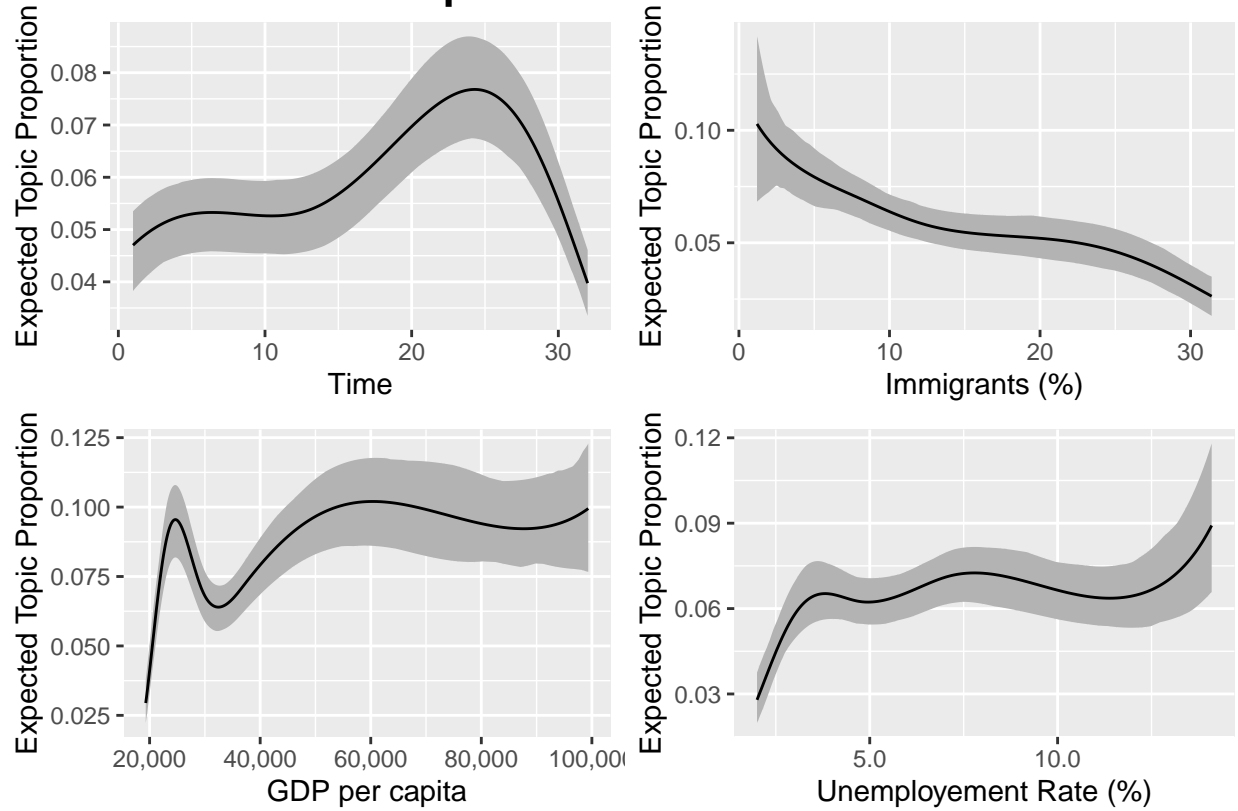 Expected Topic Proportion
0.08
0.07
0.06
0.05
0.04
0 10 20 30
Time
Expected Topic Proportion
0.10
0.05
0 10 20 30
Immigrants (%)
Expected Topic Proportion
0.125
0.100
0.075
0.050
0.025
20,000 40,000 60,000 80,000 100,00
GDP per capita
Expected Topic Proportion
0.12
0.09
0.06
0.03
5.0 10.0
Unemployement Rate (%)